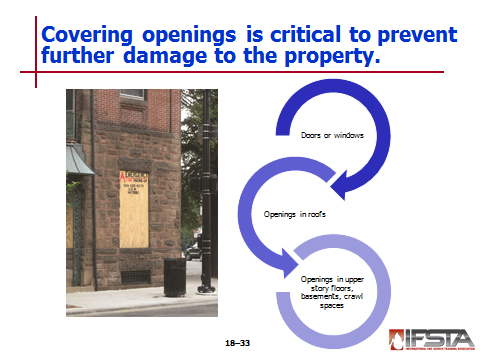 Covering openings is critical to prevent
further damage to the property.
Doors or windows
EMERGENCY
Openings in roofs
Openings in upper
story floors,
basements, crawl
spaces
18–33
IFSTA
INTERNATIONAL FIRE SERVICE TRAINING ASSOCIATION